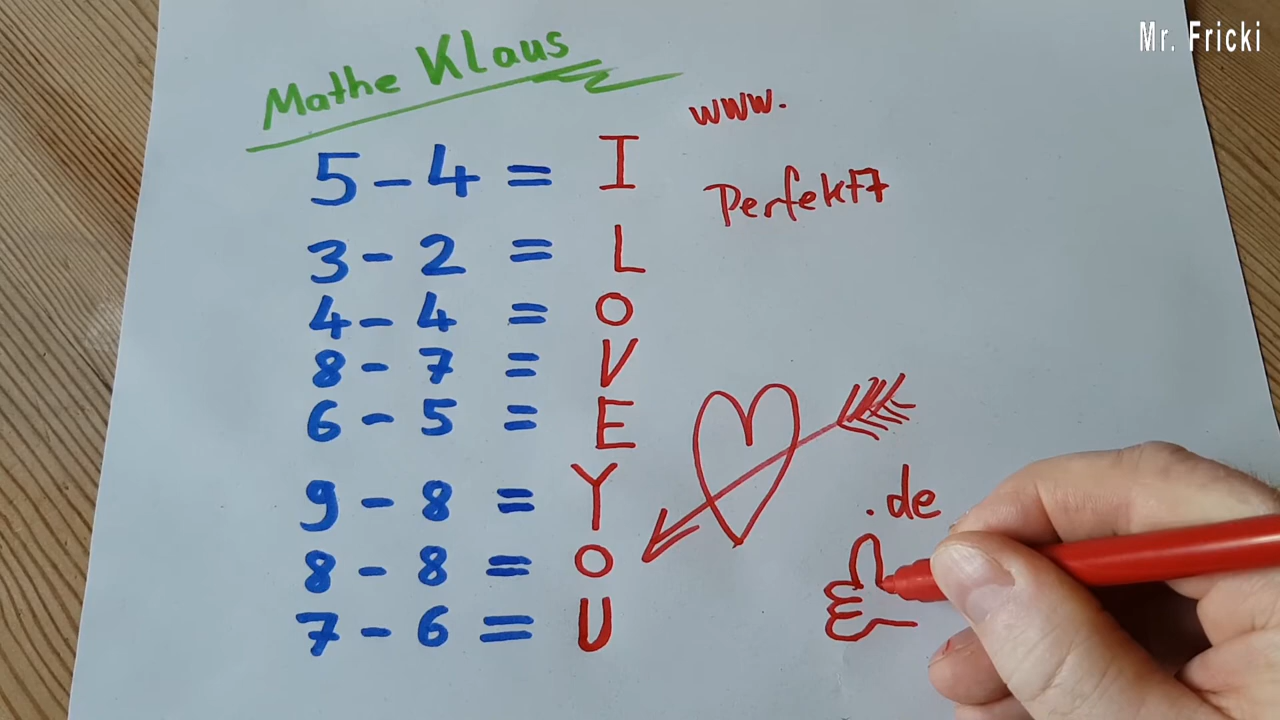 Mr. Fricki
Mathe Klaus
www.
Perfekt7
5 - 4 = I
3 - 2 = L
4 - 4 = O
8 - 7 = V
6 - 5 = E
9 - 8 = Y
8 - 8 = O
7 - 6 = U
.de